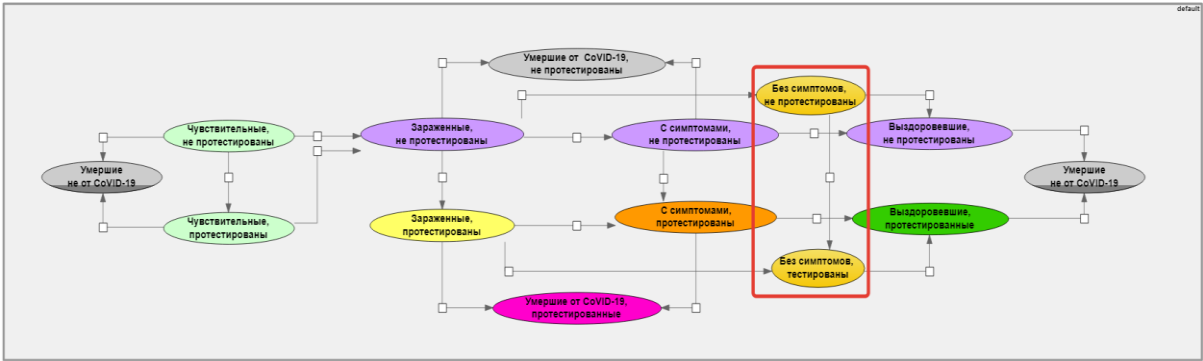 default
Умершие от CoVID-19,
не протестированы
Без симптомов,
не протестированы
Чувствительные,
не протестированы
Зараженные,
не протестированы
С симптомами,
не протестированы
Выздоровевшие,
не протестированы
Умершие
не от CoVID-19
Умершие
не от CoVID-19
Чувствительные,
протестированы
Зараженные,
протестированы
С симптомами,
протестированы
Выздоровевшие,
протестированные
Без симптомов,
тестированы
Умершие от CoVID-19,
протестированные